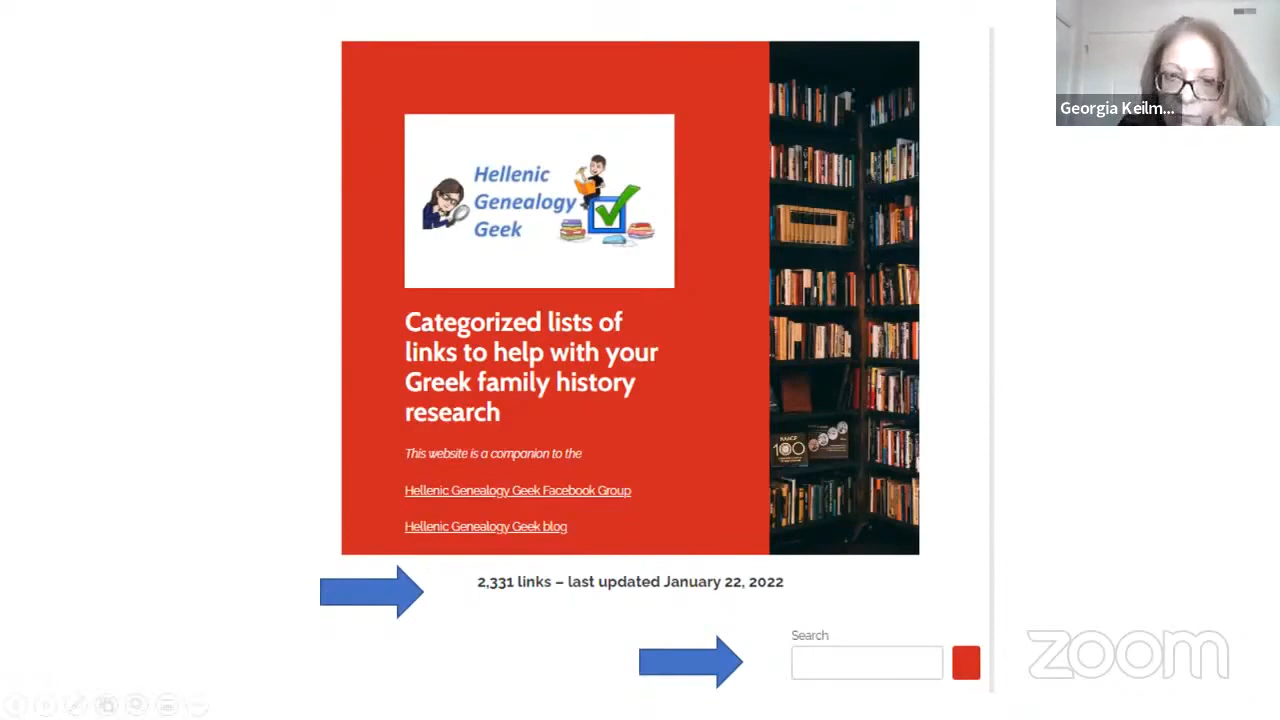 Georgia Keilm...
Hellenic
Genealogy
Geek
Categorized lists of
links to help with your
Greek family history
research
This website is a companion to the
Hellenic Genealogy Geek Facebook Group
Hellenic Genealogy Geek blog
100
2,331 links – last updated January 22, 2022
Search
zoom